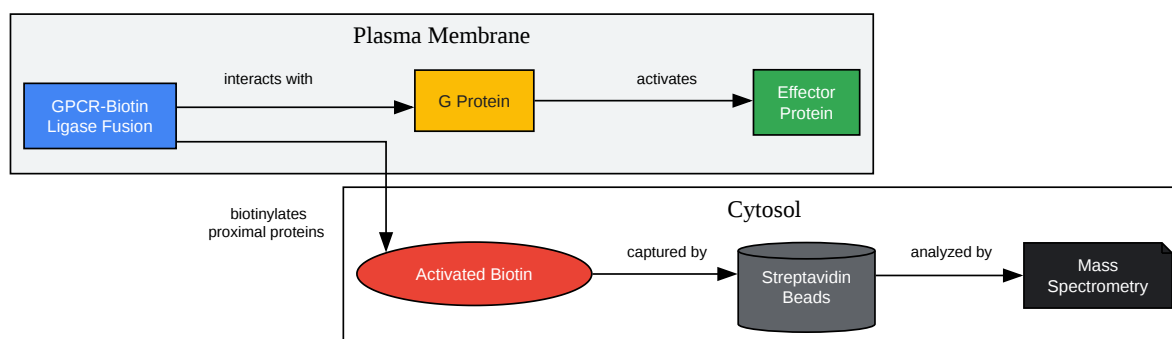 Plasma Membrane
interacts with
activates
GPCR-Biotin
Ligase Fusion
G Protein
Effector
Protein
biotinylates
proximal proteins
Cytosol
Activated Biotin
captured by
Streptavidin
Beads
analyzed by
Mass
Spectrometry